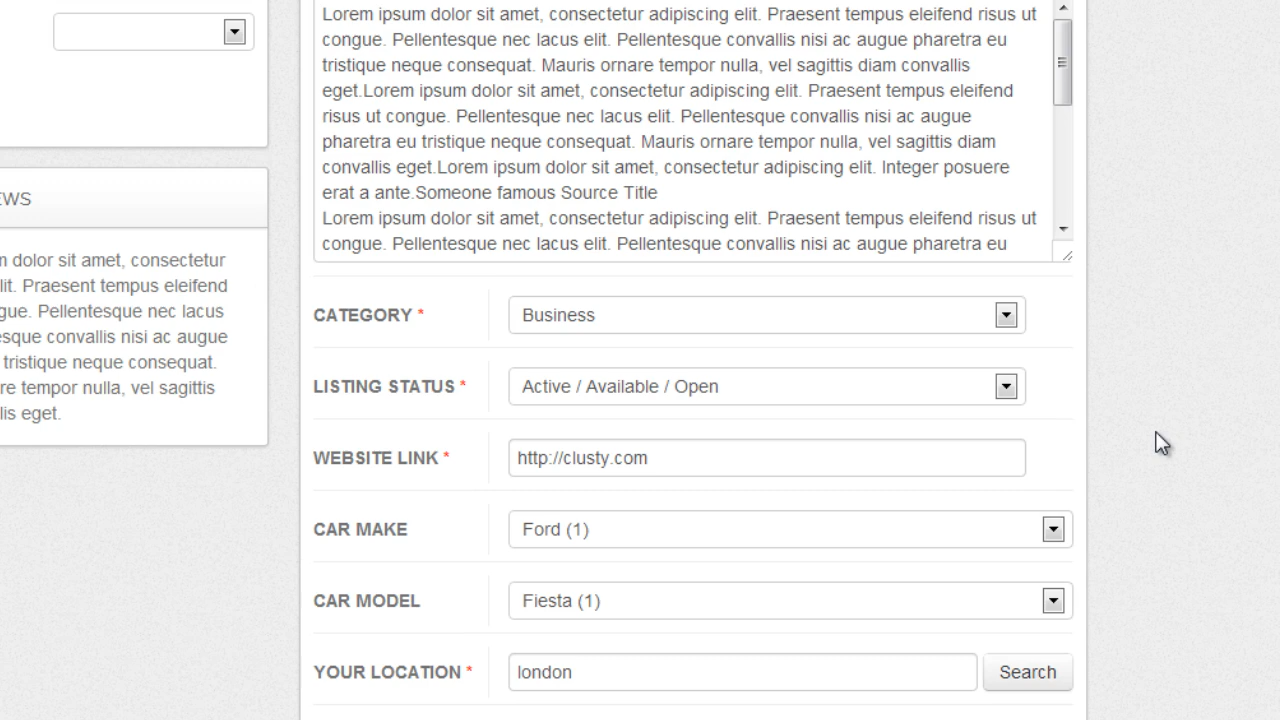 EWS
dolor sit amet, consectetur
lit. Praesent tempus eleifend
gue. Pellentesque nec lacus
esque convallis nisi ac augue
tristique neque consequat.
re tempor nulla, vel sagittis
lis eget.
Lorem ipsum dolor sit amet, consectetur adipiscing elit. Praesent tempus eleifend risus ut
congue. Pellentesque nec lacus elit. Pellentesque convallis nisi ac augue pharetra eu
tristique neque consequat. Mauris ornare tempor nulla, vel sagittis diam convallis
eget.Lorem ipsum dolor sit amet, consectetur adipiscing elit. Praesent tempus eleifend
risus ut congue. Pellentesque nec lacus elit. Pellentesque convallis nisi ac augue
pharetra eu tristique neque consequat. Mauris ornare tempor nulla, vel sagittis diam
convallis eget.Lorem ipsum dolor sit amet, consectetur adipiscing elit. Integer posuere
erat a ante.Someone famous Source Title
Lorem ipsum dolor sit amet, consectetur adipiscing elit. Praesent tempus eleifend risus ut
congue. Pellentesque nec lacus elit. Pellentesque convallis nisi ac augue pharetra eu
CATEGORY * Business
LISTING STATUS * Active / Available / Open
WEBSITE LINK * http://clusty.com
CAR MAKE Ford (1)
CAR MODEL Fiesta (1)
YOUR LOCATION * london Search